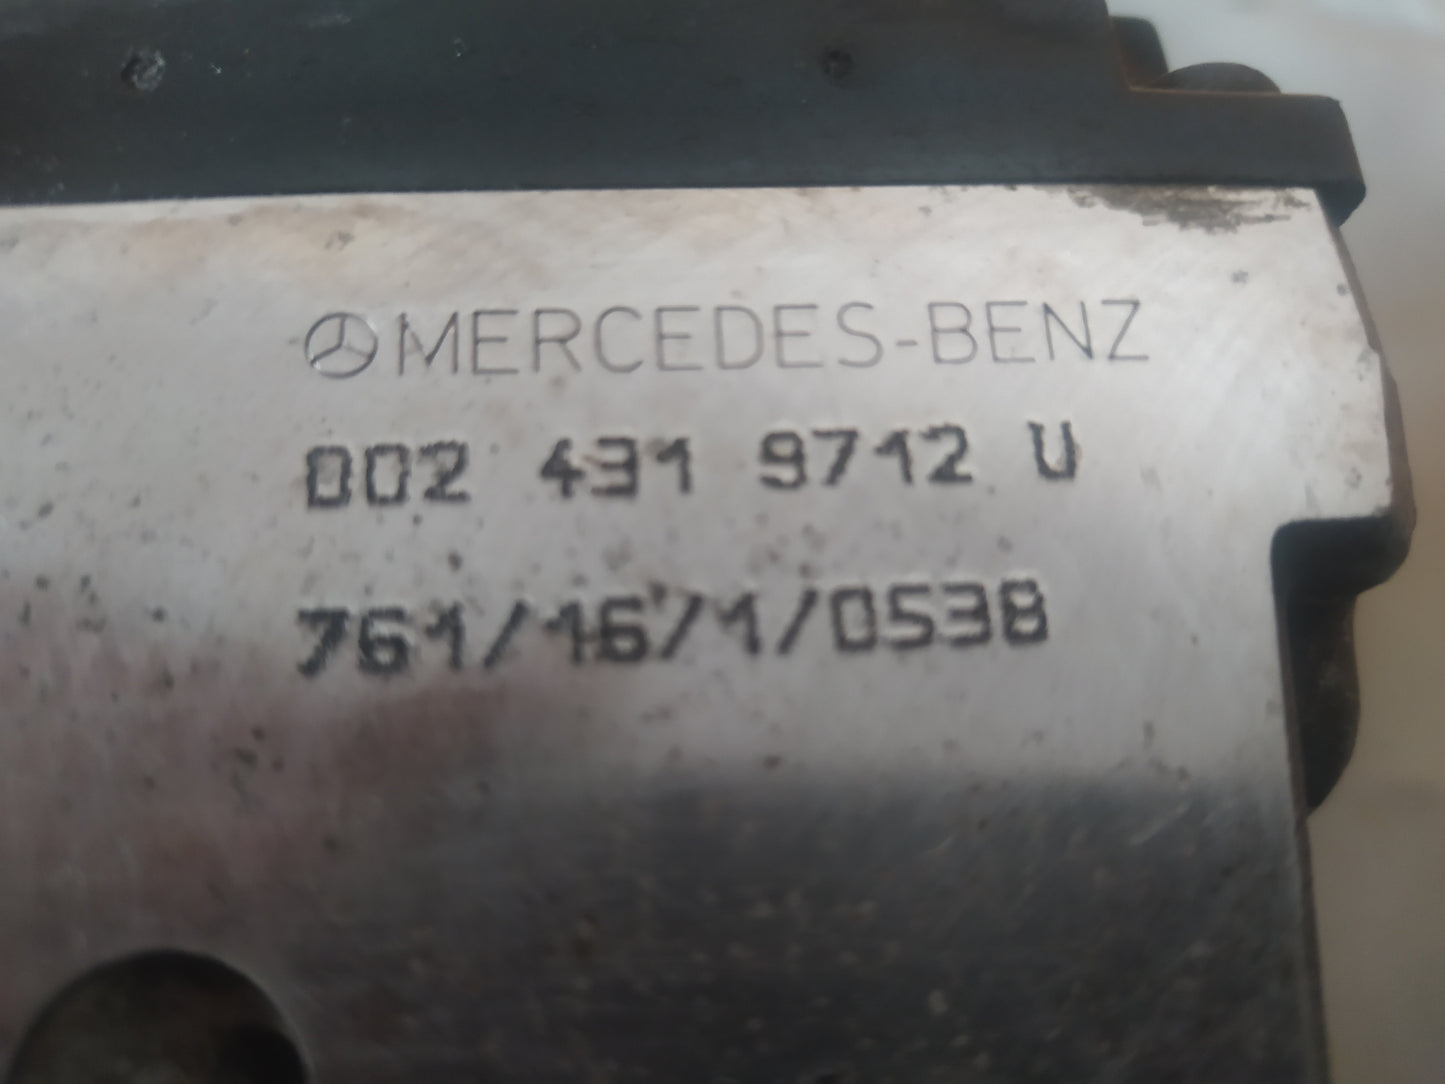 MERCEDES-BENZ
002 431 9712 U
761/16/1/0538